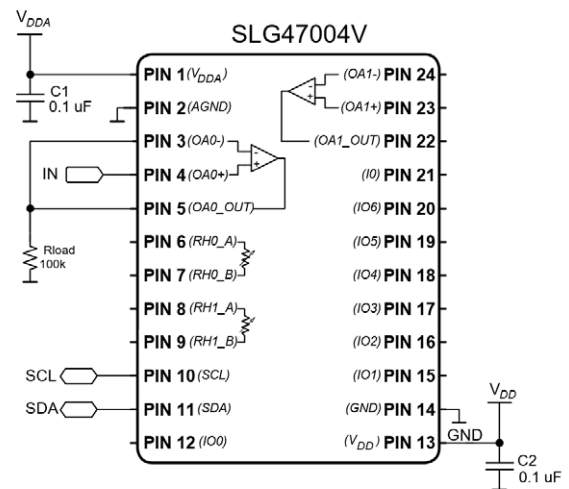 V_DDA
SLG47004V
C1
0.1 uF
PIN 1 (V_DDA)
PIN 2 (AGND)
PIN 3 (OA0-)
IN
PIN 4 (OA0+)
PIN 5 (OA0_OUT)
Rload
100k
PIN 6 (RH0_A)
PIN 7 (RH0_B)
PIN 8 (RH1_A)
PIN 9 (RH1_B)
SCL
PIN 10 (SCL)
SDA
PIN 11 (SDA)
PIN 12 (IO0)
(OA1-) PIN 24
(OA1+) PIN 23
(OA1_OUT) PIN 22
(I0) PIN 21
(IO6) PIN 20
(IO5) PIN 19
(IO4) PIN 18
(IO3) PIN 17
(IO2) PIN 16
(IO1) PIN 15
(GND) PIN 14
GND
(V_DD) PIN 13
V_DD
C2
0.1 uF